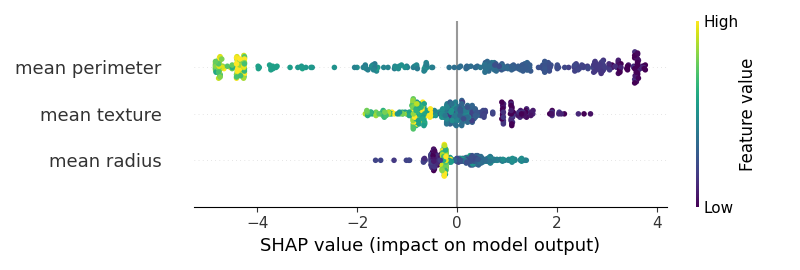 High
mean perimeter
mean texture
mean radius
Feature value
Low
−4 −2 0 2 4
SHAP value (impact on model output)